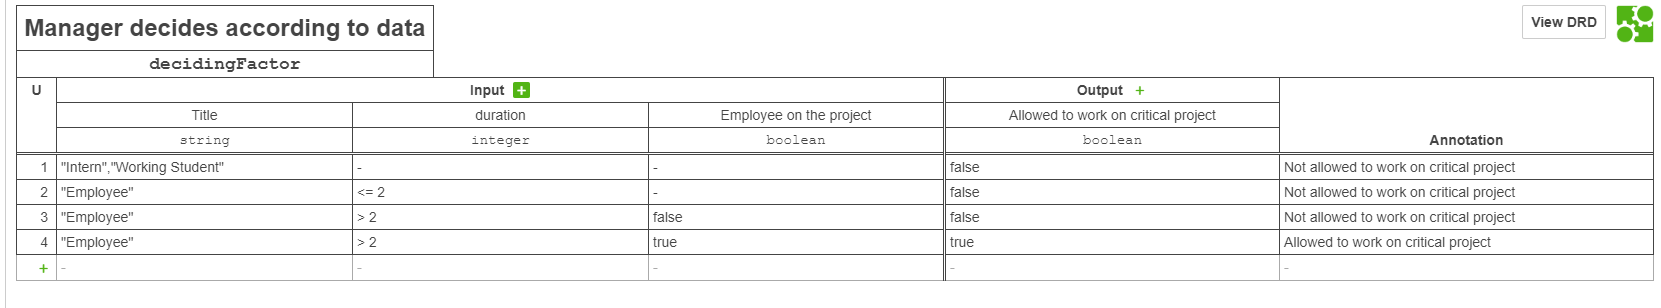 Manager decides according to data
View DRD
decidingFactor
U Input + Output +
Title duration Employee on the project Allowed to work on critical project
string integer boolean boolean Annotation
1 "Intern","Working Student" - - false Not allowed to work on critical project
2 "Employee" <= 2 - false Not allowed to work on critical project
3 "Employee" > 2 false false Not allowed to work on critical project
4 "Employee" > 2 true true Allowed to work on critical project
+ - - - - -